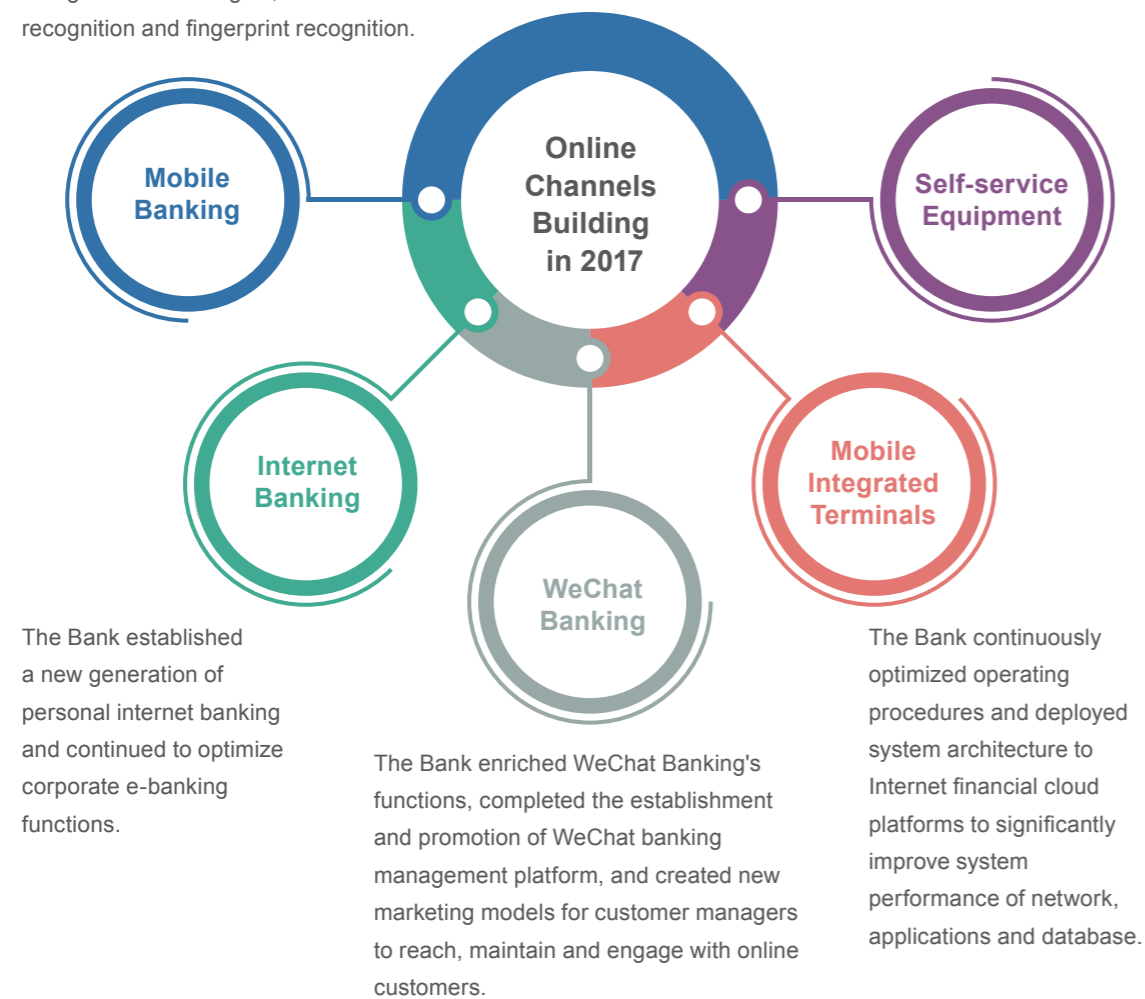 recognition and fingerprint recognition.
Online
Channels
Building
in 2017
Mobile
Banking
Self-service
Equipment
Internet
Banking
Mobile
Integrated
Terminals
WeChat
Banking
The Bank established
a new generation of
personal internet banking
and continued to optimize
corporate e-banking
functions.
The Bank enriched WeChat Banking's
functions, completed the establishment
and promotion of WeChat banking
management platform, and created new
marketing models for customer managers
to reach, maintain and engage with online
customers.
The Bank continuously
optimized operating
procedures and deployed
system architecture to
Internet financial cloud
platforms to significantly
improve system
performance of network,
applications and database.